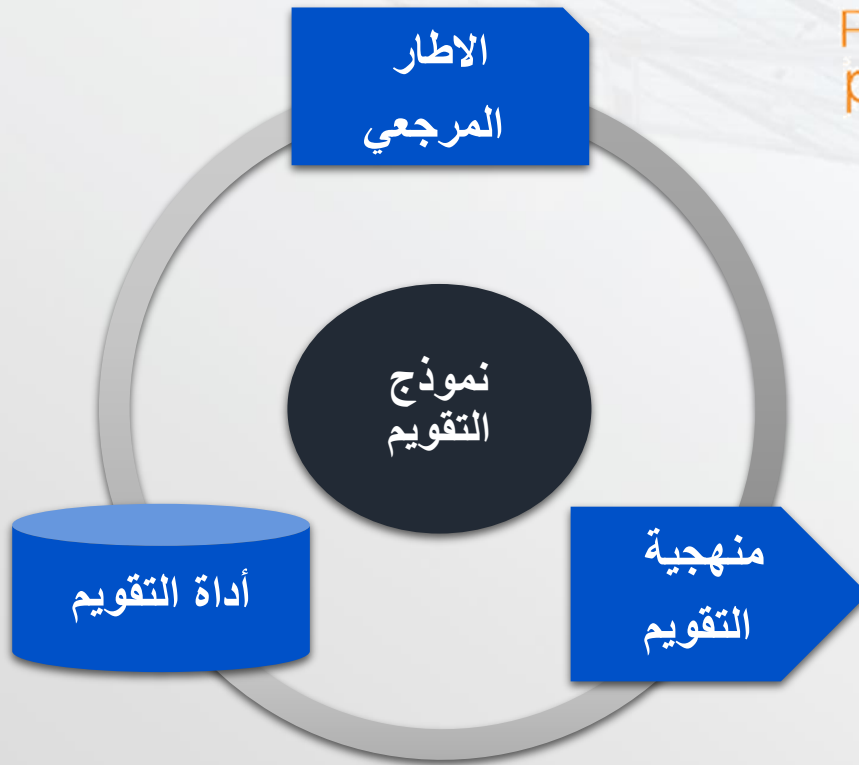 الاطار
المرجعي
نموذج
التقويم
منهجية
التقويم
أداة التقويم